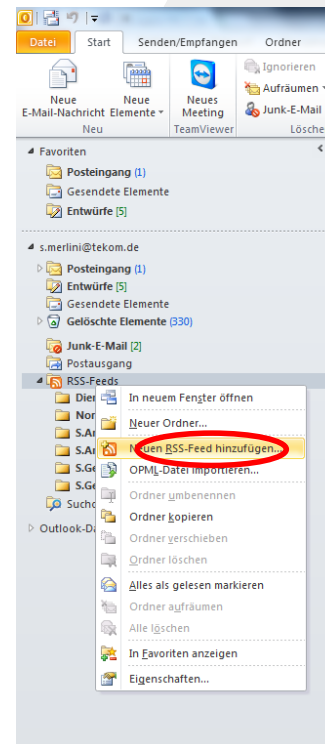 Datei Start Senden/Empfangen Ordner
Neue E-Mail-Nachricht
Neue Elemente
Neues Meeting
Ignorieren
Aufräumen
Junk-E-Mail
Neu TeamViewer
Favoriten
Posteingang (1)
Gesendete Elemente
Entwürfe [5]
s.merlini@tekom.de
Posteingang (1)
Entwürfe [5]
Gesendete Elemente
Gelöschte Elemente (330)
Junk-E-Mail [2]
Postausgang
RSS-Feeds
In neuem Fenster öffnen
Neuer Ordner...
Neuen RSS-Feed hinzufügen...
OPML-Datei importieren...
Ordner umbenennen
Ordner kopieren
Ordner verschieben
Ordner löschen
Alles als gelesen markieren
Ordner aufräumen
Alle löschen
In Favoriten anzeigen
Eigenschaften...